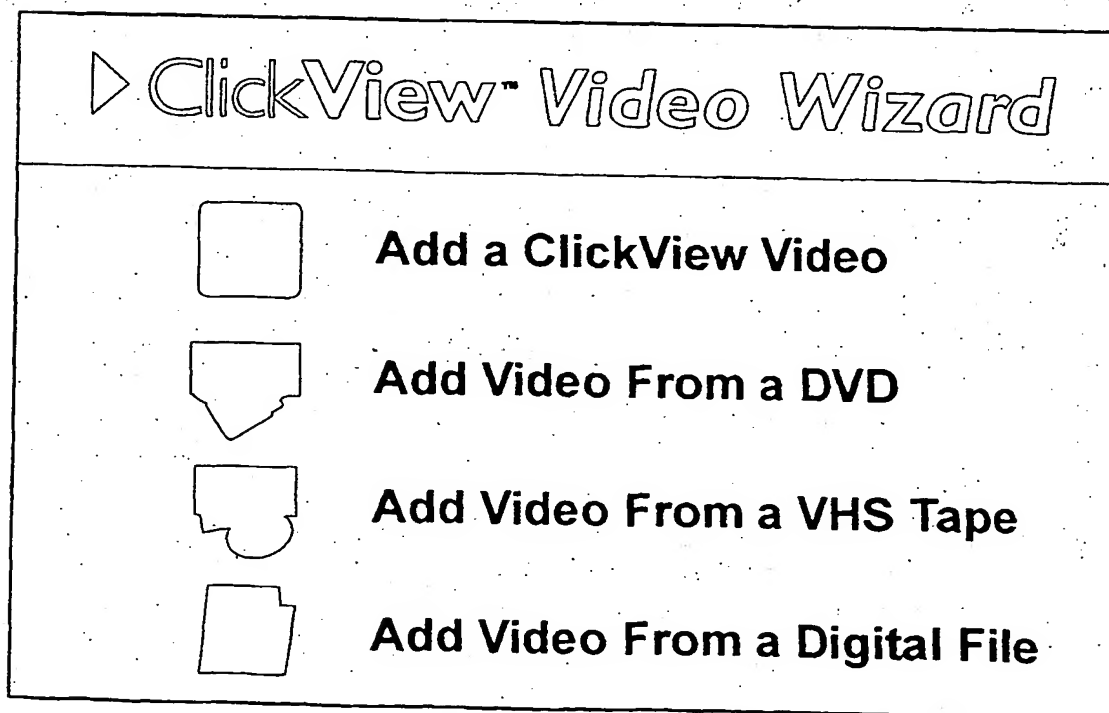 ClickView™ Video Wizard
Add a ClickView Video
Add Video From a DVD
Add Video From a VHS Tape
Add Video From a Digital File